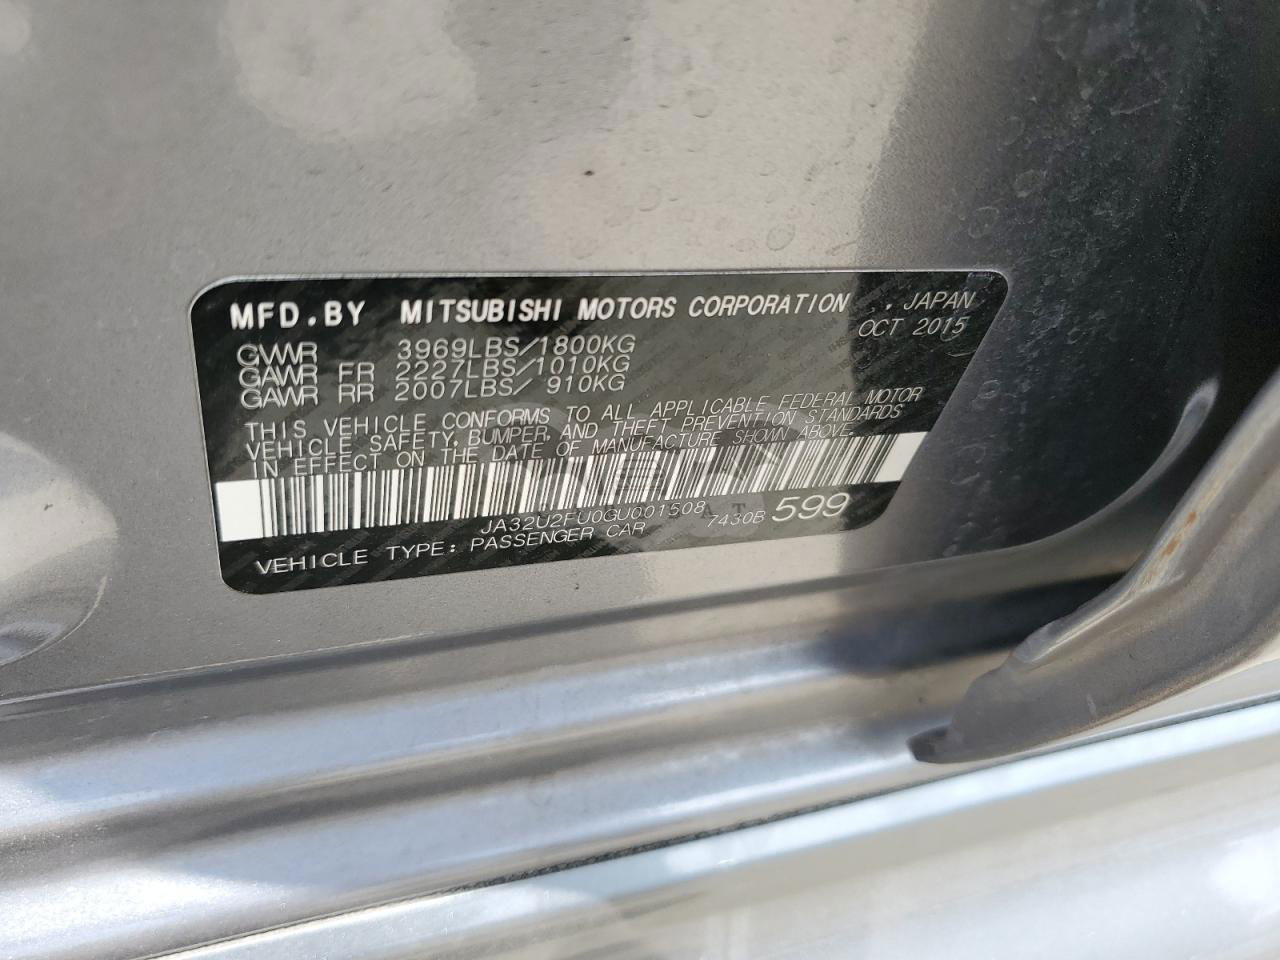 MFD.BY MITSUBISHI MOTORS CORPORATION , JAPAN
OCT 2015
GVWR 3969LBS/1800KG
GAWR FR 2227LBS/1010KG
GAWR RR 2007LBS/ 910KG
THIS VEHICLE CONFORMS TO ALL APPLICABLE FEDERAL MOTOR
VEHICLE SAFETY, BUMPER, AND THEFT PREVENTION STANDARDS
IN EFFECT ON THE DATE OF MANUFACTURE SHOWN ABOVE.
JA32U2FU0GU001508
7430B 599
VEHICLE TYPE: PASSENGER CAR